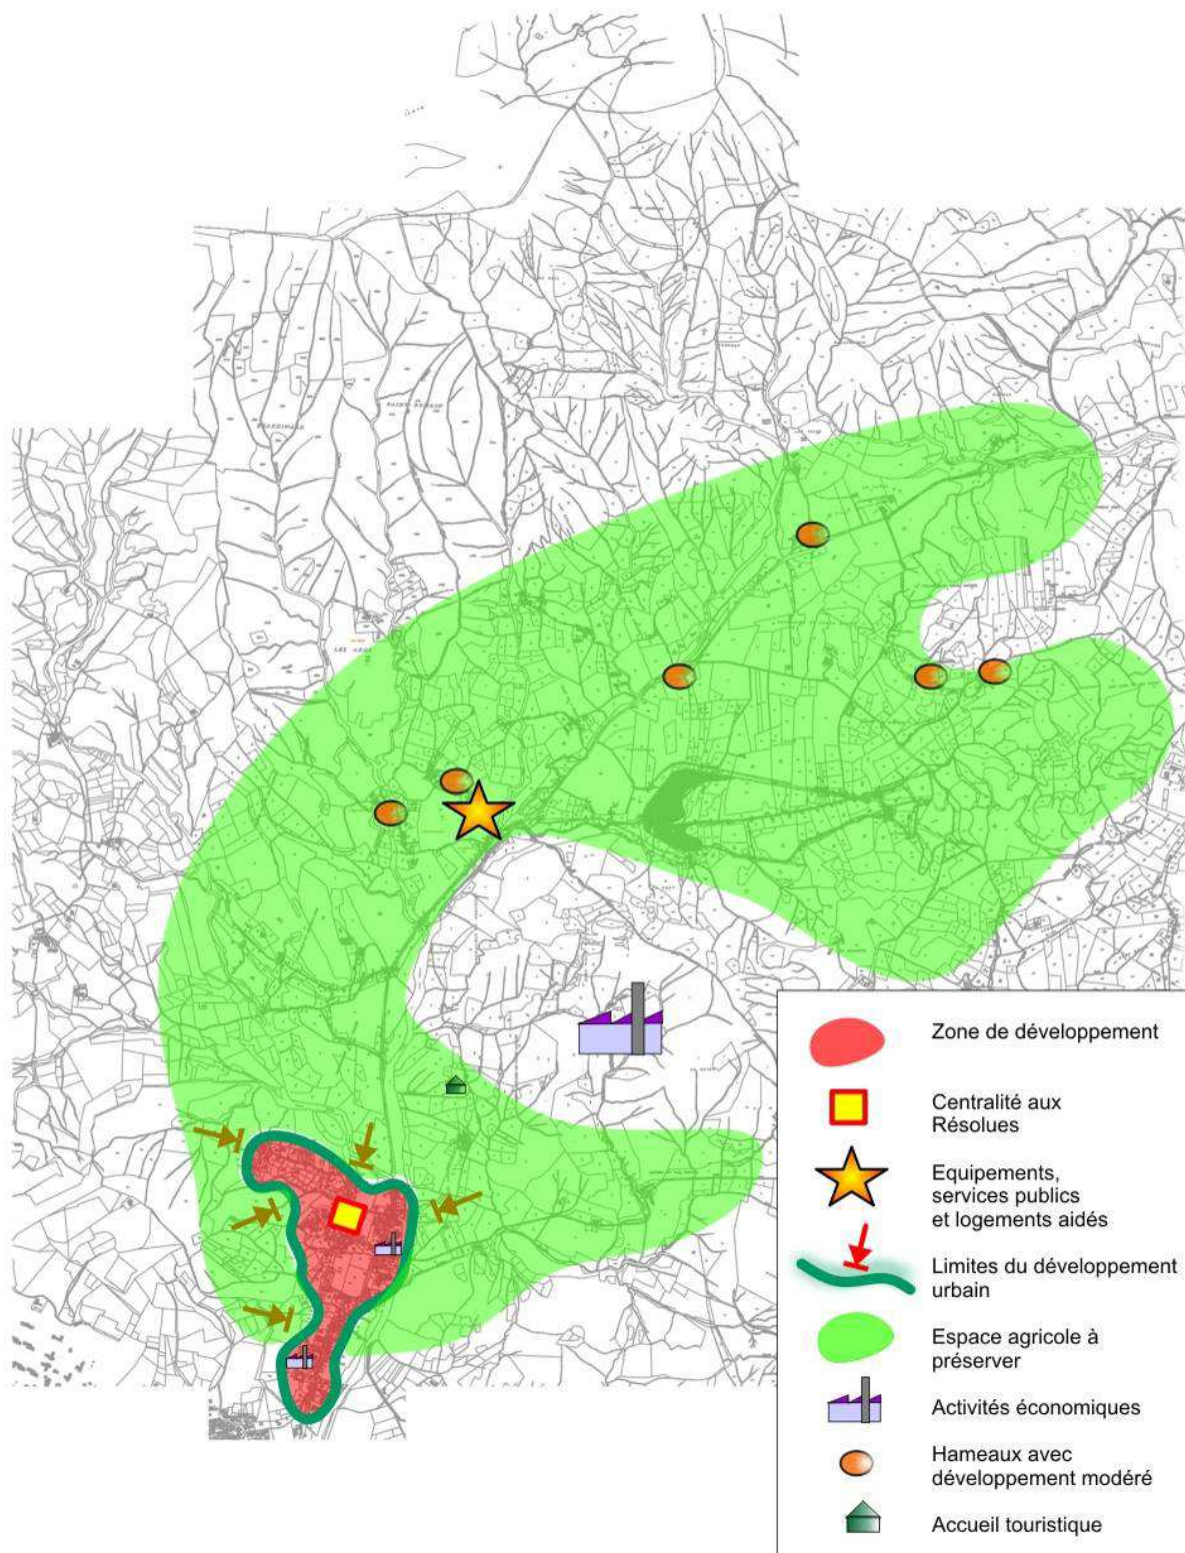 Zone de développement
Centralité aux
Résolues
Equipements,
services publics
et logements aidés
Limites du développement
urbain
Espace agricole à
préserver
Activités économiques
Hameaux avec
développement modéré
Accueil touristique